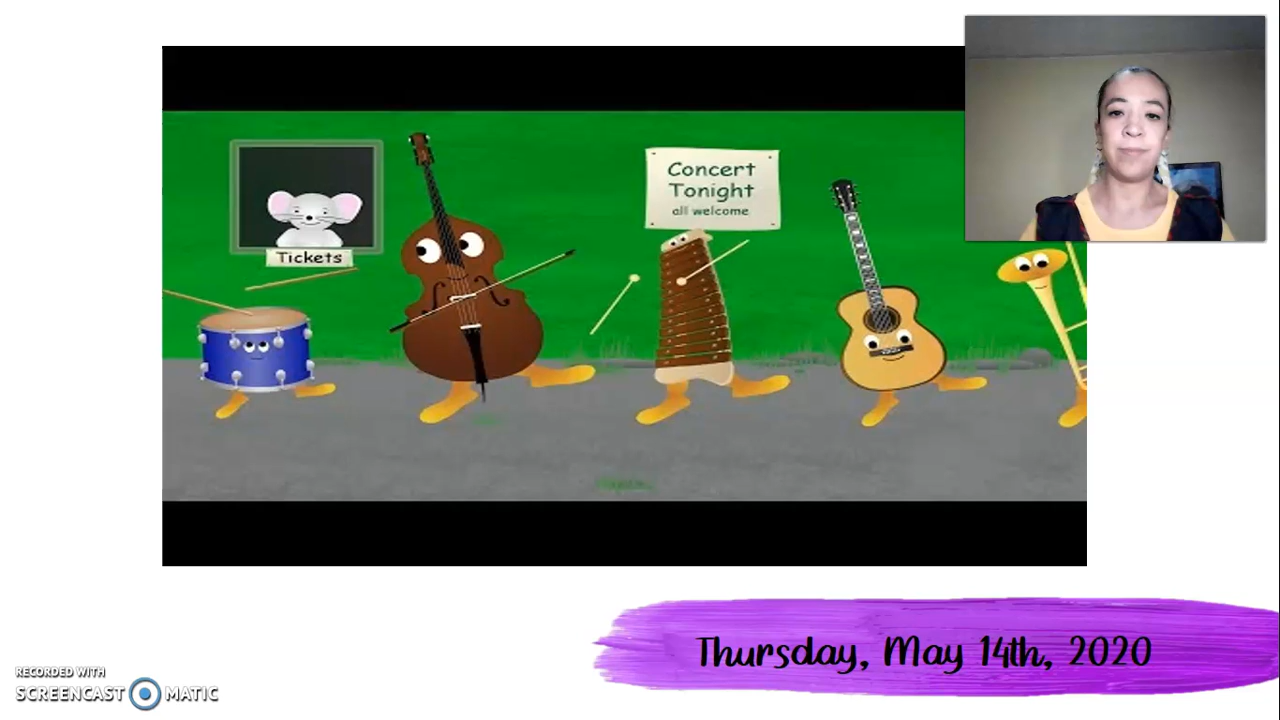 Concert
Tonight
all welcome
Tickets
Thursday, May 14th, 2020
RECORDED WITH
SCREENCAST MATIC